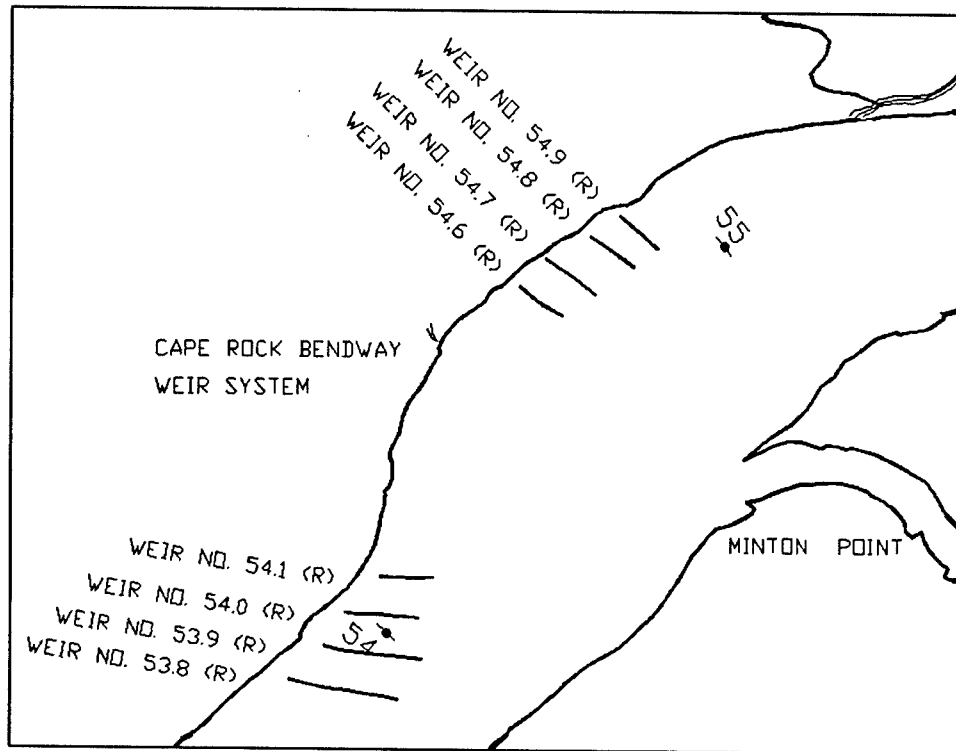 WEIR NO. 54.9 (R)
WEIR NO. 54.8 (R)
WEIR NO. 54.7 (R)
WEIR NO. 54.6 (R)
55
CAPE ROCK BENDWAY
WEIR SYSTEM
MINTON POINT
WEIR NO. 54.1 (R)
WEIR NO. 54.0 (R)
WEIR NO. 53.9 (R)
WEIR NO. 53.8 (R)
54